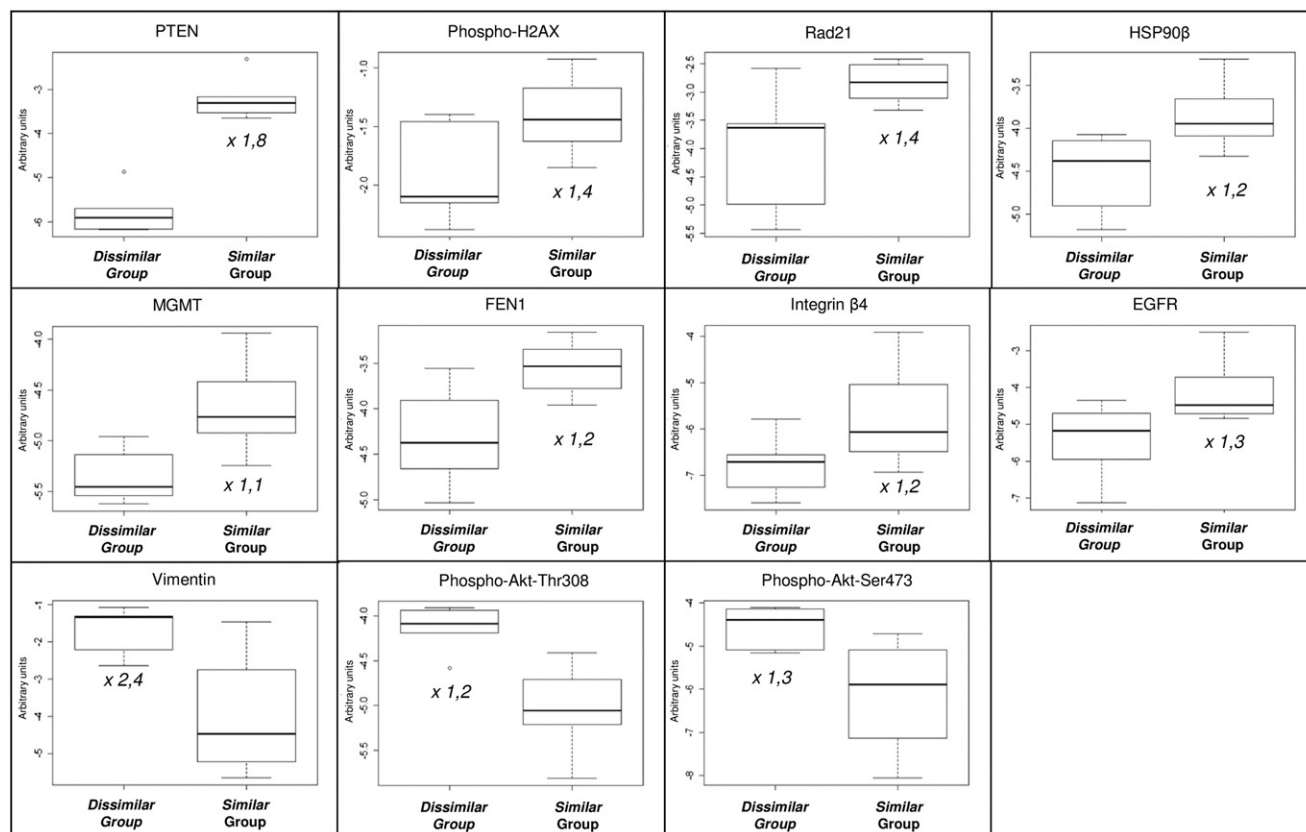 PTEN
Arbitrary units
-3
-4
-5
-6
x 1,8
Dissimilar Similar
Group Group
Phospho-H2AX
Arbitrary units
-1.0
-1.5
-2.0
x 1,4
Dissimilar Similar
Group Group
Rad21
Arbitrary units
-2.5
-3.0
-3.5
-4.0
-4.5
-5.0
-5.5
x 1,4
Dissimilar Similar
Group Group
HSP90β
Arbitrary units
-3.5
-4.0
-4.5
-5.0
x 1,2
Dissimilar Similar
Group Group
MGMT
Arbitrary units
-4.0
-4.5
-5.0
-5.5
x 1,1
Dissimilar Similar
Group Group
FEN1
Arbitrary units
-3.5
-4.0
-4.5
-5.0
x 1,2
Dissimilar Similar
Group Group
Integrin β4
Arbitrary units
-4
-5
-6
-7
x 1,2
Dissimilar Similar
Group Group
EGFR
Arbitrary units
-3
-4
-5
-6
-7
x 1,3
Dissimilar Similar
Group Group
Vimentin
Arbitrary units
-1
-2
-3
-4
-5
x 2,4
Dissimilar Similar
Group Group
Phospho-Akt-Thr308
Arbitrary units
-4.0
-4.5
-5.0
-5.5
x 1,2
Dissimilar Similar
Group Group
Phospho-Akt-Ser473
Arbitrary units
-4
-5
-6
-7
-8
x 1,3
Dissimilar Similar
Group Group